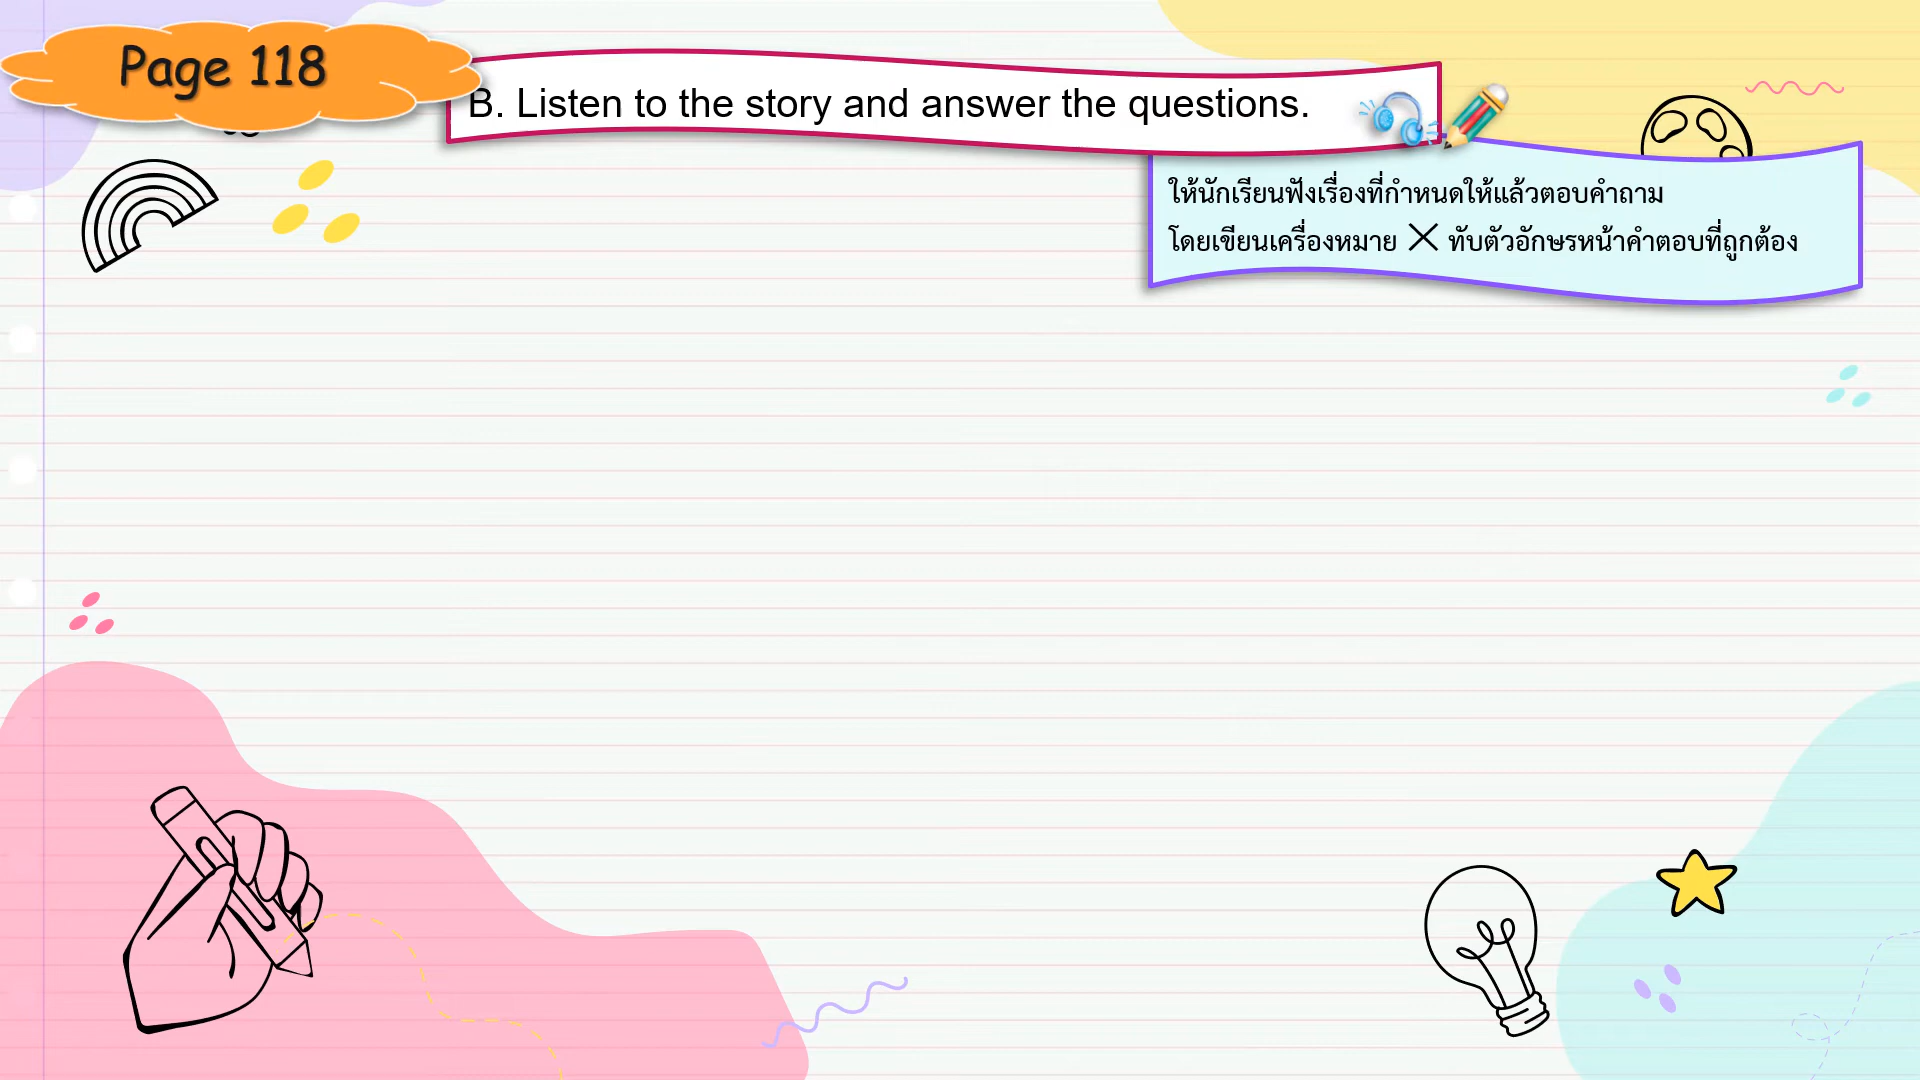 Page 118
B. Listen to the story and answer the questions.
ให้นักเรียนฟังเรื่องที่กำหนดให้แล้วตอบคำถาม
โดยเขียนเครื่องหมาย ✕ ทับตัวอักษรหน้าคำตอบที่ถูกต้อง